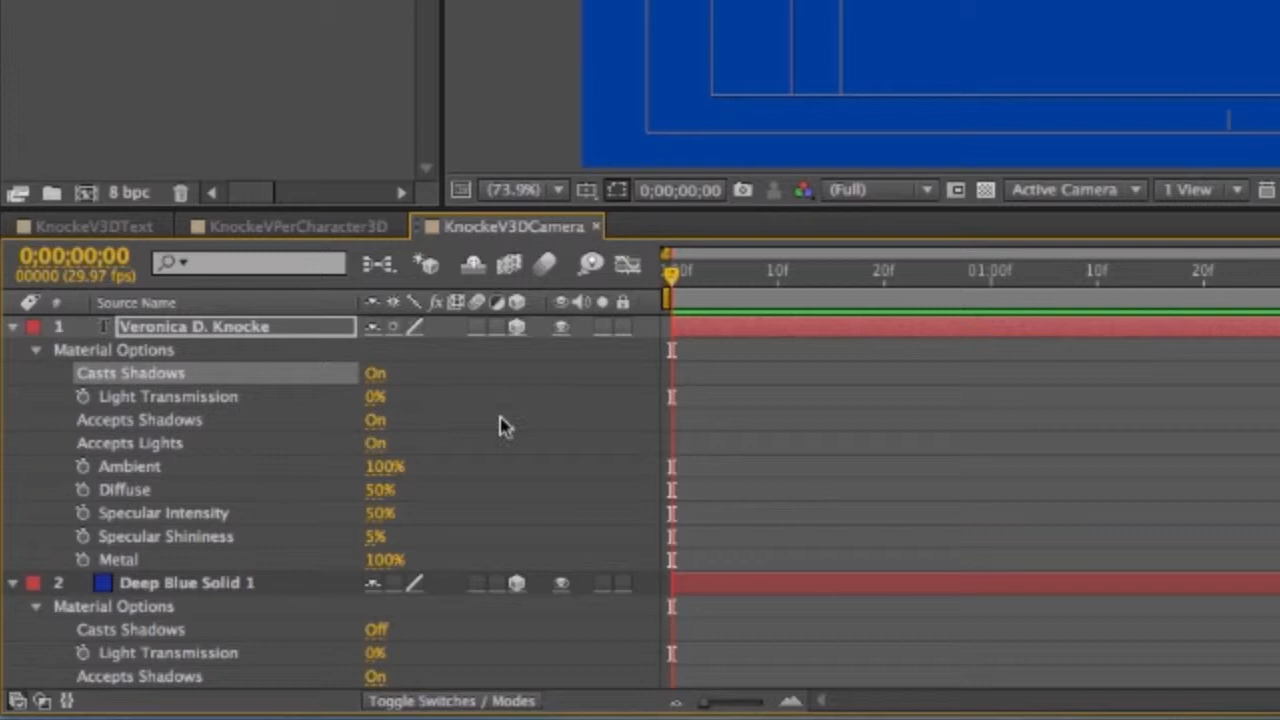 8 bpc
(73.9%) 0;00;00;00 (Full) Active Camera 1 View
KnockeV3DText KnockeVPerCharacter3D KnockeV3DCamera ×
0;00;00;00
00000 (29.97 fps)
10f 20f 01:00f 10f 20f
# Source Name fx
1 T Veronica D. Knocke
Material Options
Casts Shadows On
Light Transmission 0%
Accepts Shadows On
Accepts Lights On
Ambient 100%
Diffuse 50%
Specular Intensity 50%
Specular Shininess 5%
Metal 100%
2 Deep Blue Solid 1
Material Options
Casts Shadows Off
Light Transmission 0%
Accepts Shadows On
Toggle Switches / Modes